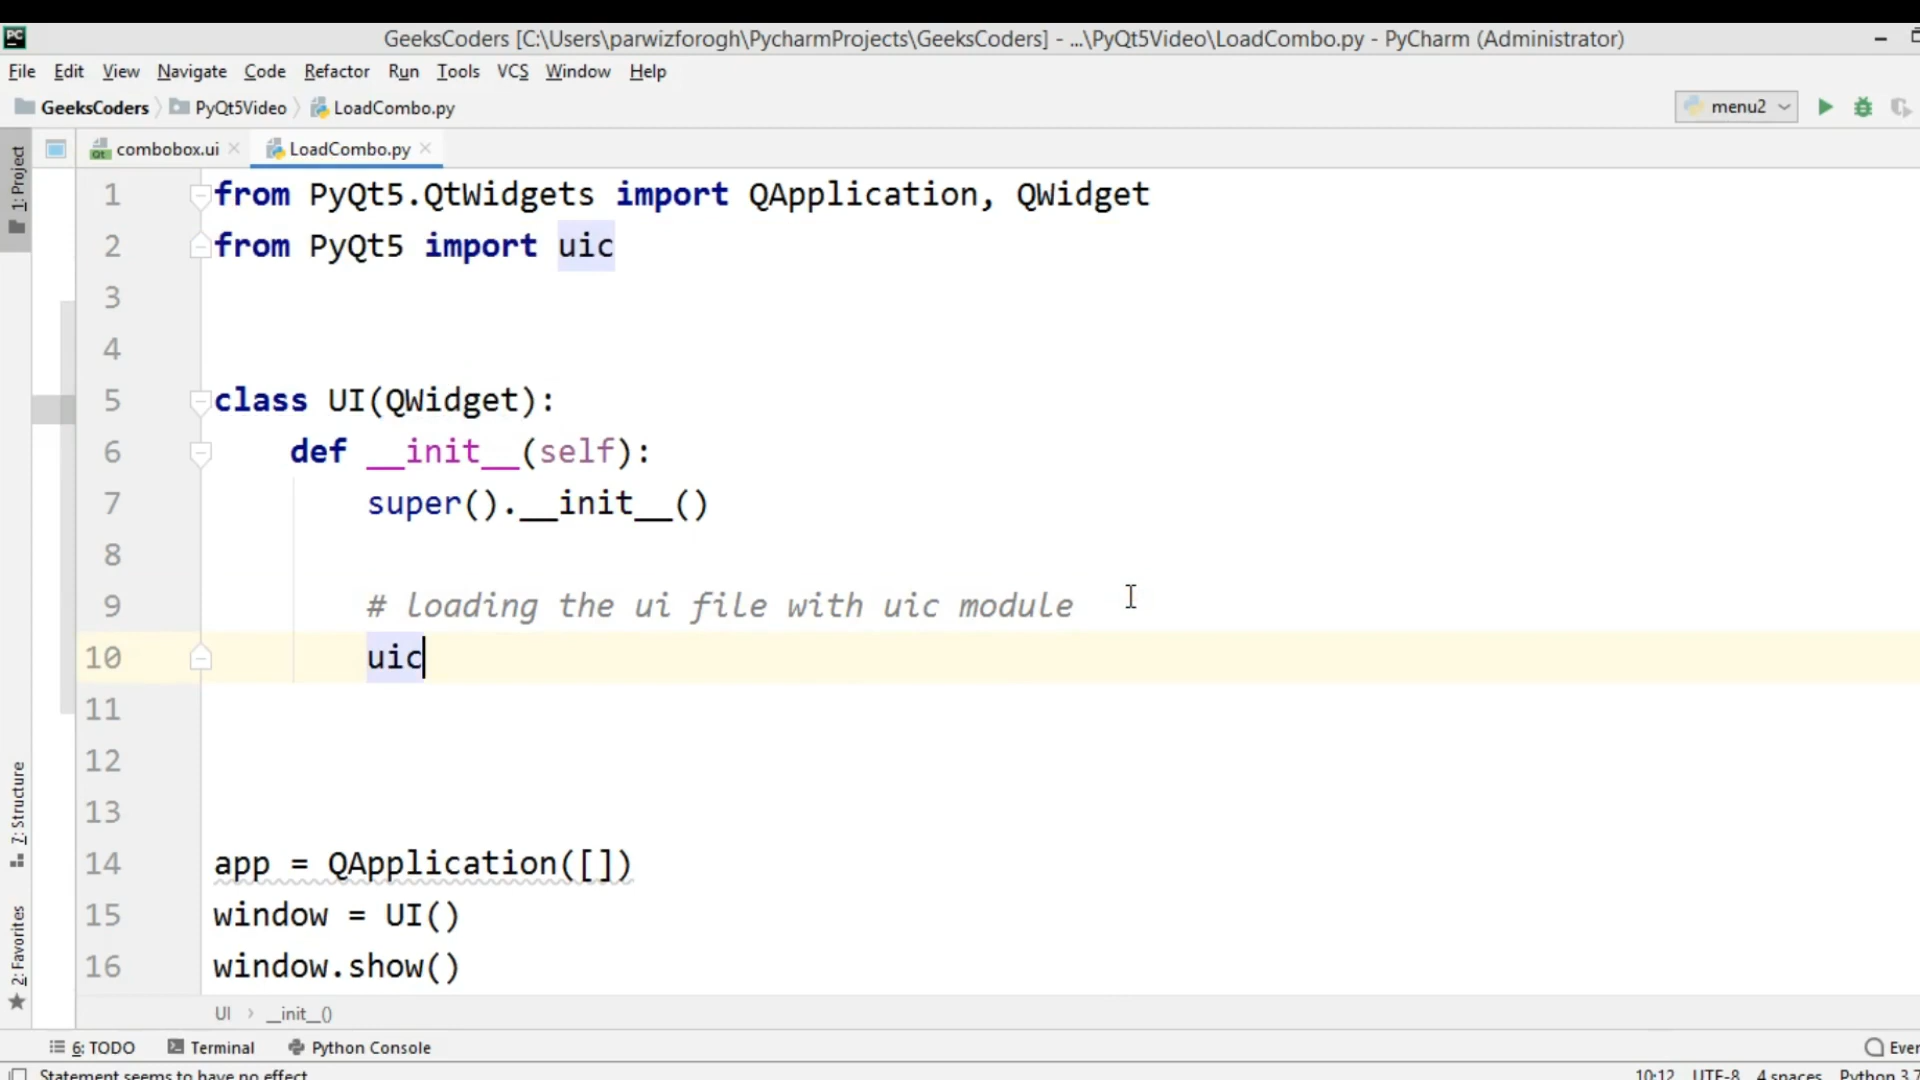 PC GeeksCoders [C:\Users\parwizforogh\PycharmProjects\GeeksCoders] - ...\PyQt5Video\LoadCombo.py - PyCharm (Administrator)
File Edit View Navigate Code Refactor Run Tools VCS Window Help
GeeksCoders PyQt5Video LoadCombo.py menu2
1: Project
combobox.ui LoadCombo.py
1 from PyQt5.QtWidgets import QApplication, QWidget
2 from PyQt5 import uic
3
4
5 class UI(QWidget):
6 def __init__(self):
7 super().__init__()
8
9 # loading the ui file with uic module
10 uic
11
12
13
14 app = QApplication([])
15 window = UI()
16 window.show()
7: Structure
2: Favorites
UI › __init__()
6: TODO Terminal Python Console Ever
Statement seems to have no effect 10:12 UTF-8 4 spaces Python 3.7